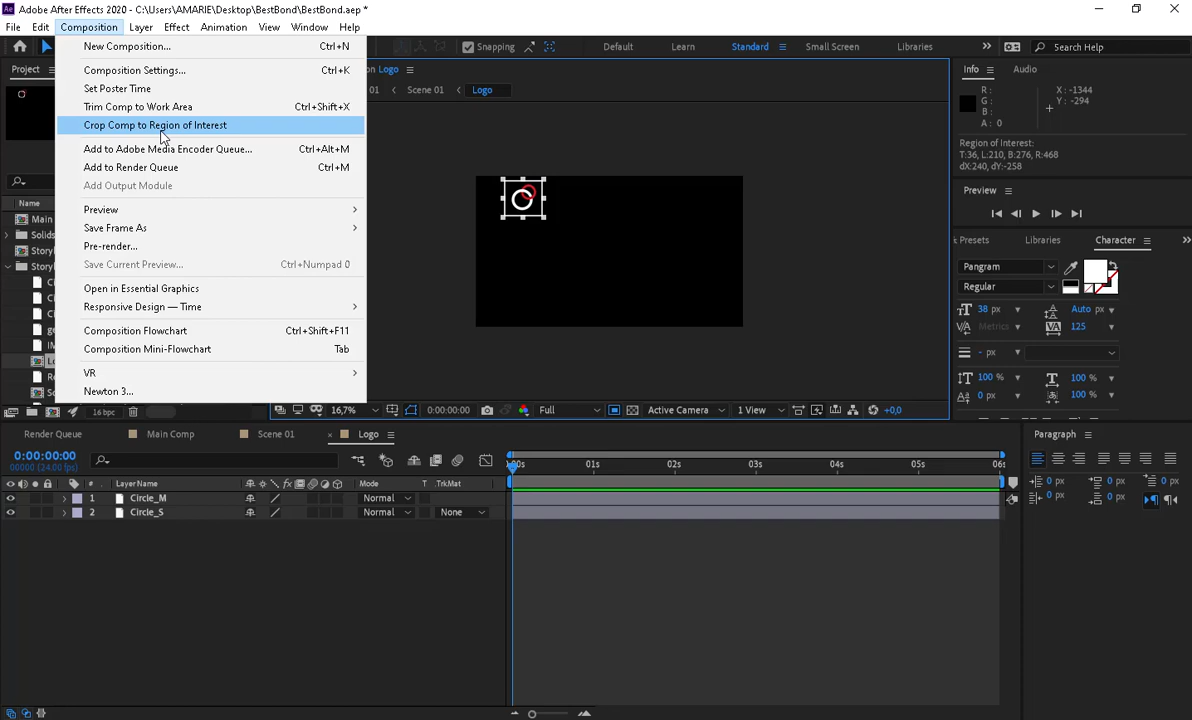 Adobe After Effects 2020 - C:\Users\AMARIE\Desktop\BestBond\BestBond.aep *
File Edit Composition Layer Effect Animation View Window Help
Snapping Default Learn Standard Small Screen Libraries » Search Help
New Composition... Ctrl+N
Composition Settings... Ctrl+K
Set Poster Time
Trim Comp to Work Area Ctrl+Shift+X
Crop Comp to Region of Interest
Add to Adobe Media Encoder Queue... Ctrl+Alt+M
Add to Render Queue Ctrl+M
Add Output Module
Preview
Save Frame As
Pre-render...
Save Current Preview... Ctrl+Numpad 0
Open in Essential Graphics
Responsive Design — Time
Composition Flowchart Ctrl+Shift+F11
Composition Mini-Flowchart Tab
VR
Newton 3...
Project
Name
Main
Solids
Story
Story
16 bpc
Logo
01 Scene 01 Logo
16,7% 0:00:00:00 Full Active Camera 1 View +0,0
Info Audio
R: X: -1344
G: Y: -294
B:
A: 0
Region of Interest:
T:36, L:210, B:276, R:468
dX:240, dY:-258
Preview
Presets Libraries Character »
Pangram
Regular
38 px Auto px
Metrics 125
- px
100 % 100 %
0 px 0 %
Render Queue Main Comp Scene 01 × Logo
0:00:00:00
00000 (24.00 fps)
# Layer Name Mode T TrkMat
1 Circle_M Normal
2 Circle_S Normal None
:00s 01s 02s 03s 04s 05s 06s
Paragraph
0 px 0 px 0 px
0 px 0 px